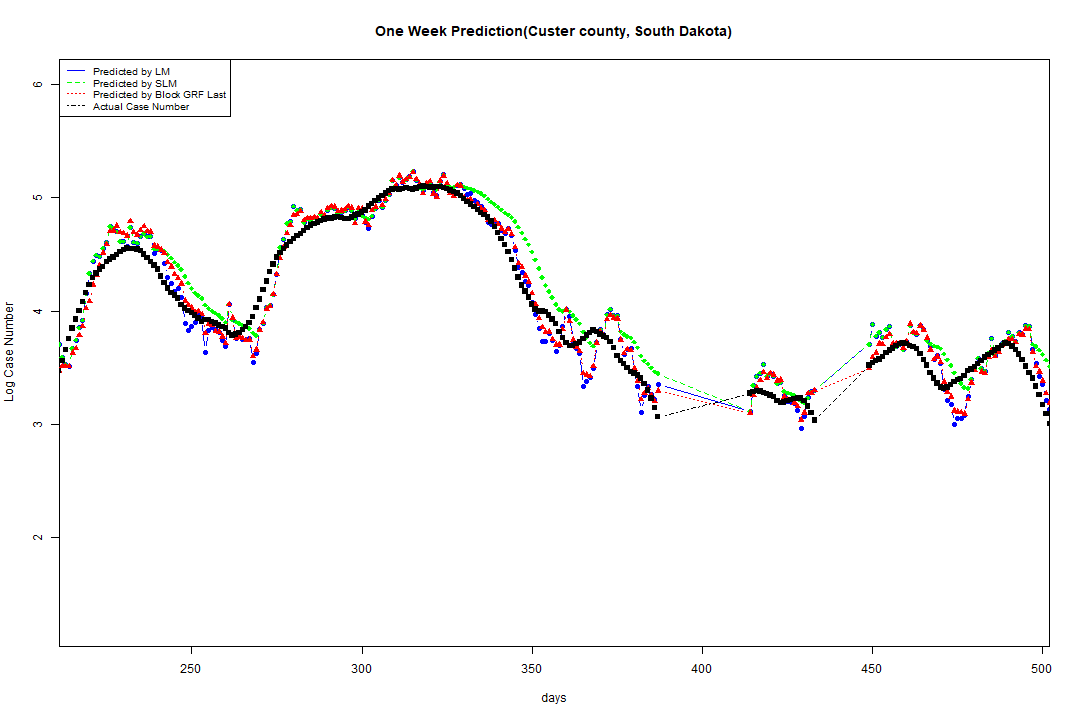 One Week Prediction(Custer county, South Dakota)
Predicted by LM
Predicted by SLM
Predicted by Block GRF Last
Actual Case Number
6
5
4
3
2
Log Case Number
250 300 350 400 450 500
days